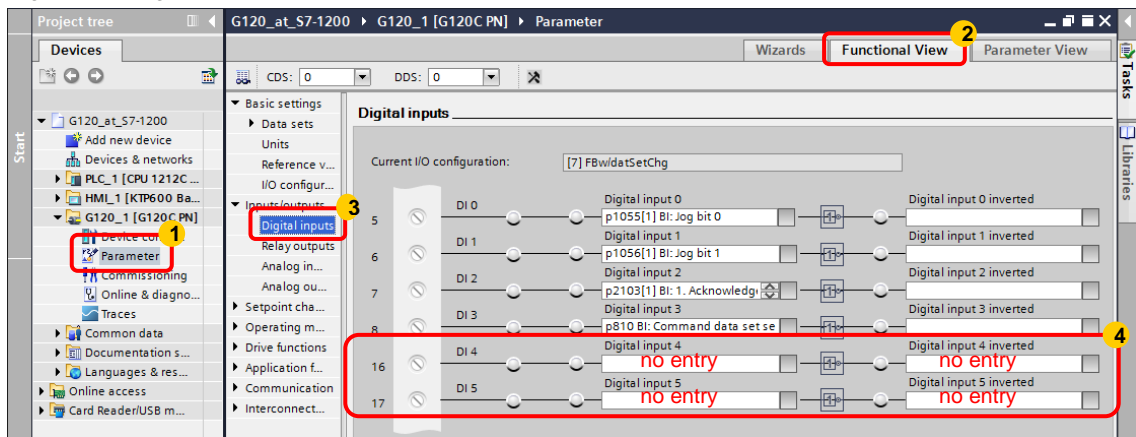 Project tree
G120_at_S7-1200 ▸ G120_1 [G120C PN] ▸ Parameter
2
Devices
Wizards
Functional View
Parameter View
CDS: 0
DDS: 0
Tasks
Libraries
Start
G120_at_S7-1200
Add new device
Devices & networks
PLC_1 [CPU 1212C ...
HMI_1 [KTP600 Ba...
G120_1 [G120C PN]
1
Parameter
Commissioning
Online & diagno...
Traces
Common data
Documentation s...
Languages & res...
Online access
Card Reader/USB m...
Basic settings
Data sets
Units
Reference v...
I/O configur...
Inputs/outputs
3
Digital inputs
Relay outputs
Analog in...
Analog ou...
Setpoint cha...
Operating m...
Drive functions
Application f...
Communication
Interconnect...
Digital inputs
Current I/O configuration:
[7] FBw/datSetChg
5
DI 0
Digital input 0
p1055[1] BI: Jog bit 0
1
Digital input 0 inverted
6
DI 1
Digital input 1
p1056[1] BI: Jog bit 1
1
Digital input 1 inverted
7
DI 2
Digital input 2
p2103[1] BI: 1. Acknowledg
1
Digital input 2 inverted
8
DI 3
Digital input 3
p810 BI: Command data set se
1
Digital input 3 inverted
4
16
DI 4
Digital input 4
no entry
1
Digital input 4 inverted
no entry
17
DI 5
Digital input 5
no entry
1
Digital input 5 inverted
no entry